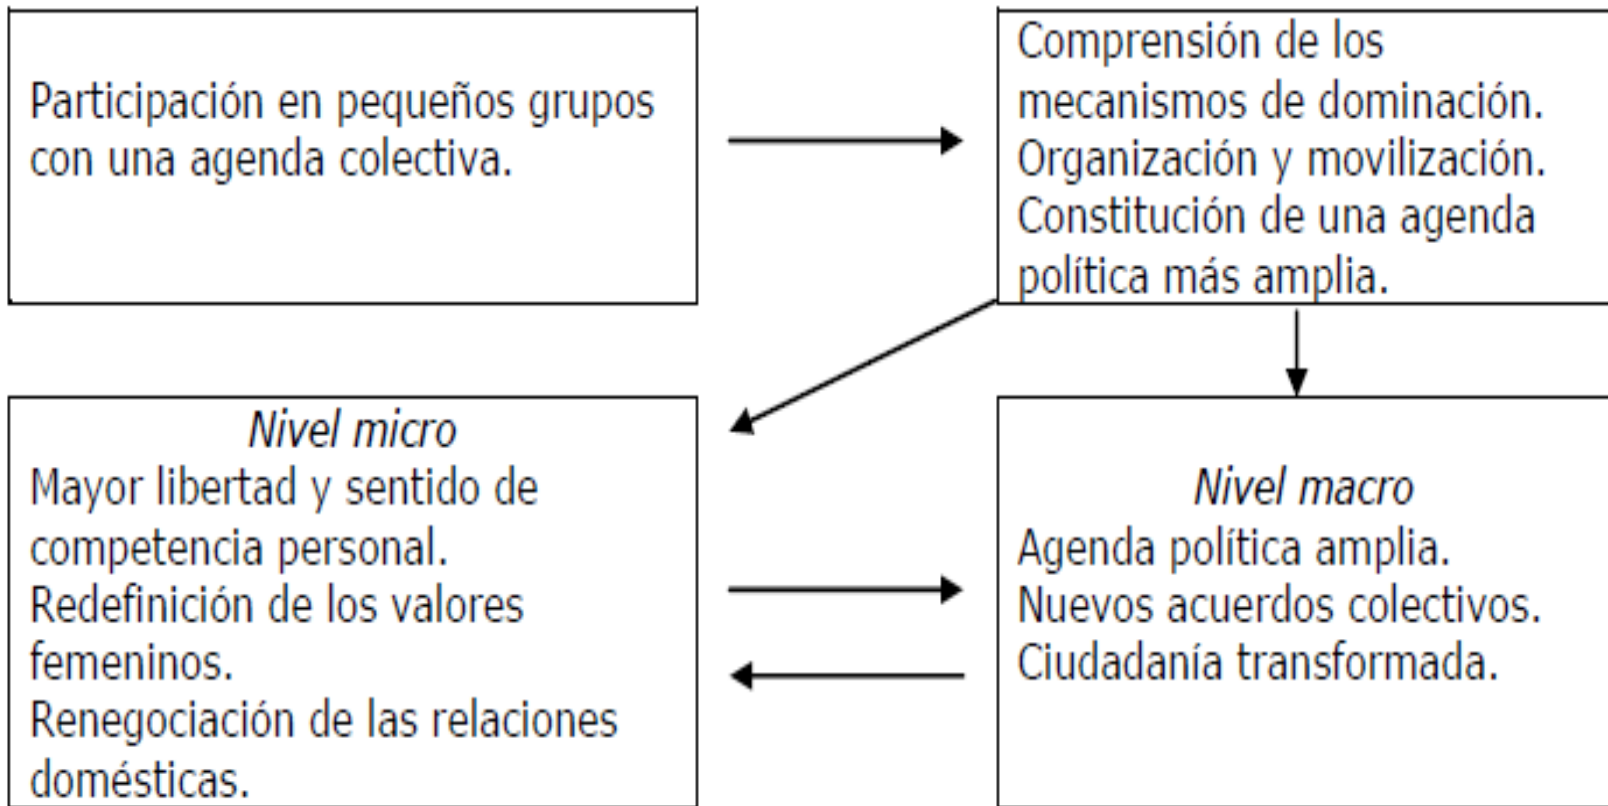 Participación en pequeños grupos
con una agenda colectiva.
Comprensión de los
mecanismos de dominación.
Organización y movilización.
Constitución de una agenda
política más amplia.
Nivel micro
Mayor libertad y sentido de
competencia personal.
Redefinición de los valores
femeninos.
Renegociación de las relaciones
domésticas.
Nivel macro
Agenda política amplia.
Nuevos acuerdos colectivos.
Ciudadanía transformada.